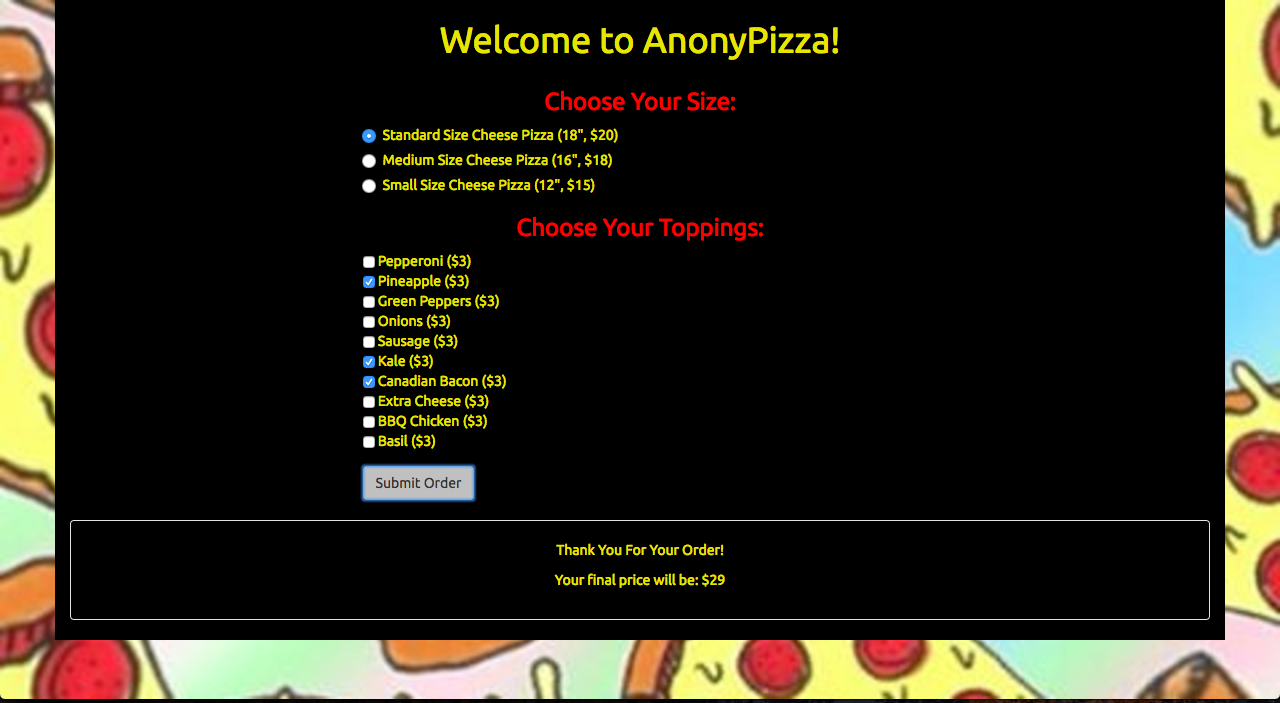 Welcome to AnonyPizza!
Choose Your Size:
Standard Size Cheese Pizza (18", $20)
Medium Size Cheese Pizza (16", $18)
Small Size Cheese Pizza (12", $15)
Choose Your Toppings:
Pepperoni ($3)
Pineapple ($3)
Green Peppers ($3)
Onions ($3)
Sausage ($3)
Kale ($3)
Canadian Bacon ($3)
Extra Cheese ($3)
BBQ Chicken ($3)
Basil ($3)
Submit Order
Thank You For Your Order!
Your final price will be: $29